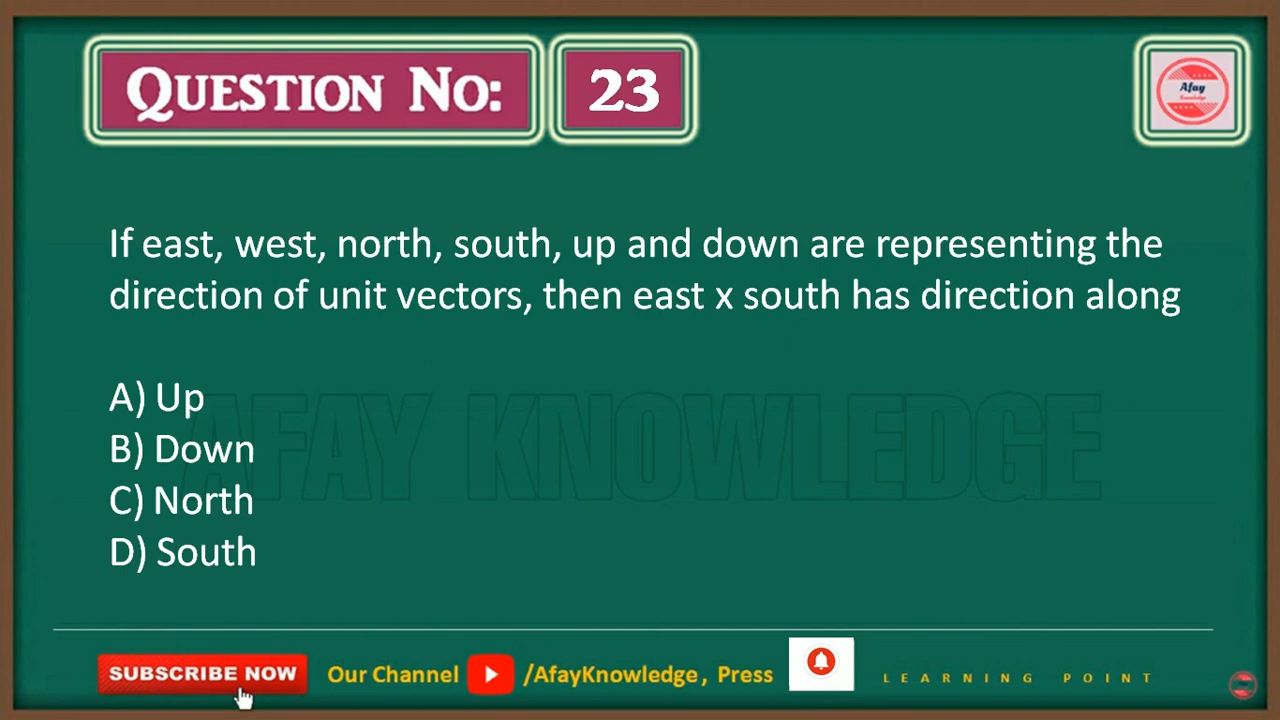 QUESTION NO: 23
Afay
Knowledge
If east, west, north, south, up and down are representing the
direction of unit vectors, then east x south has direction along
A) Up
B) Down
C) North
D) South
AFAY KNOWLEDGE
SUBSCRIBE NOW Our Channel /AfayKnowledge, Press LEARNING POINT